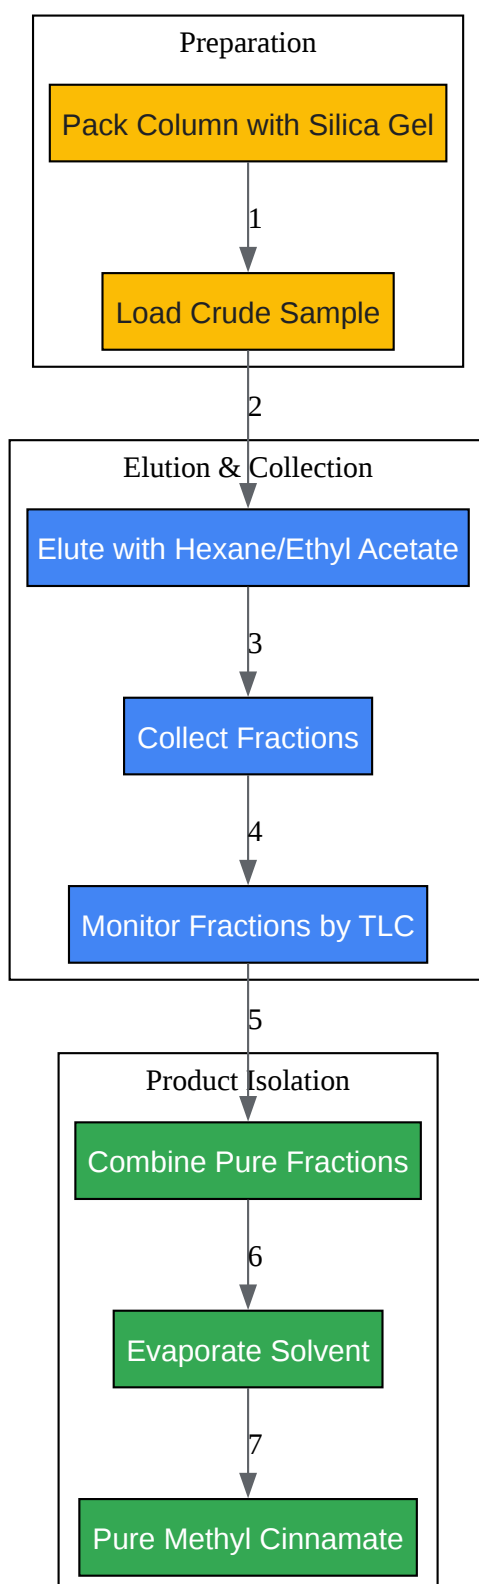 Preparation
Pack Column with Silica Gel
1
Load Crude Sample
2
Elution & Collection
Elute with Hexane/Ethyl Acetate
3
Collect Fractions
4
Monitor Fractions by TLC
5
Product Isolation
Combine Pure Fractions
6
Evaporate Solvent
7
Pure Methyl Cinnamate